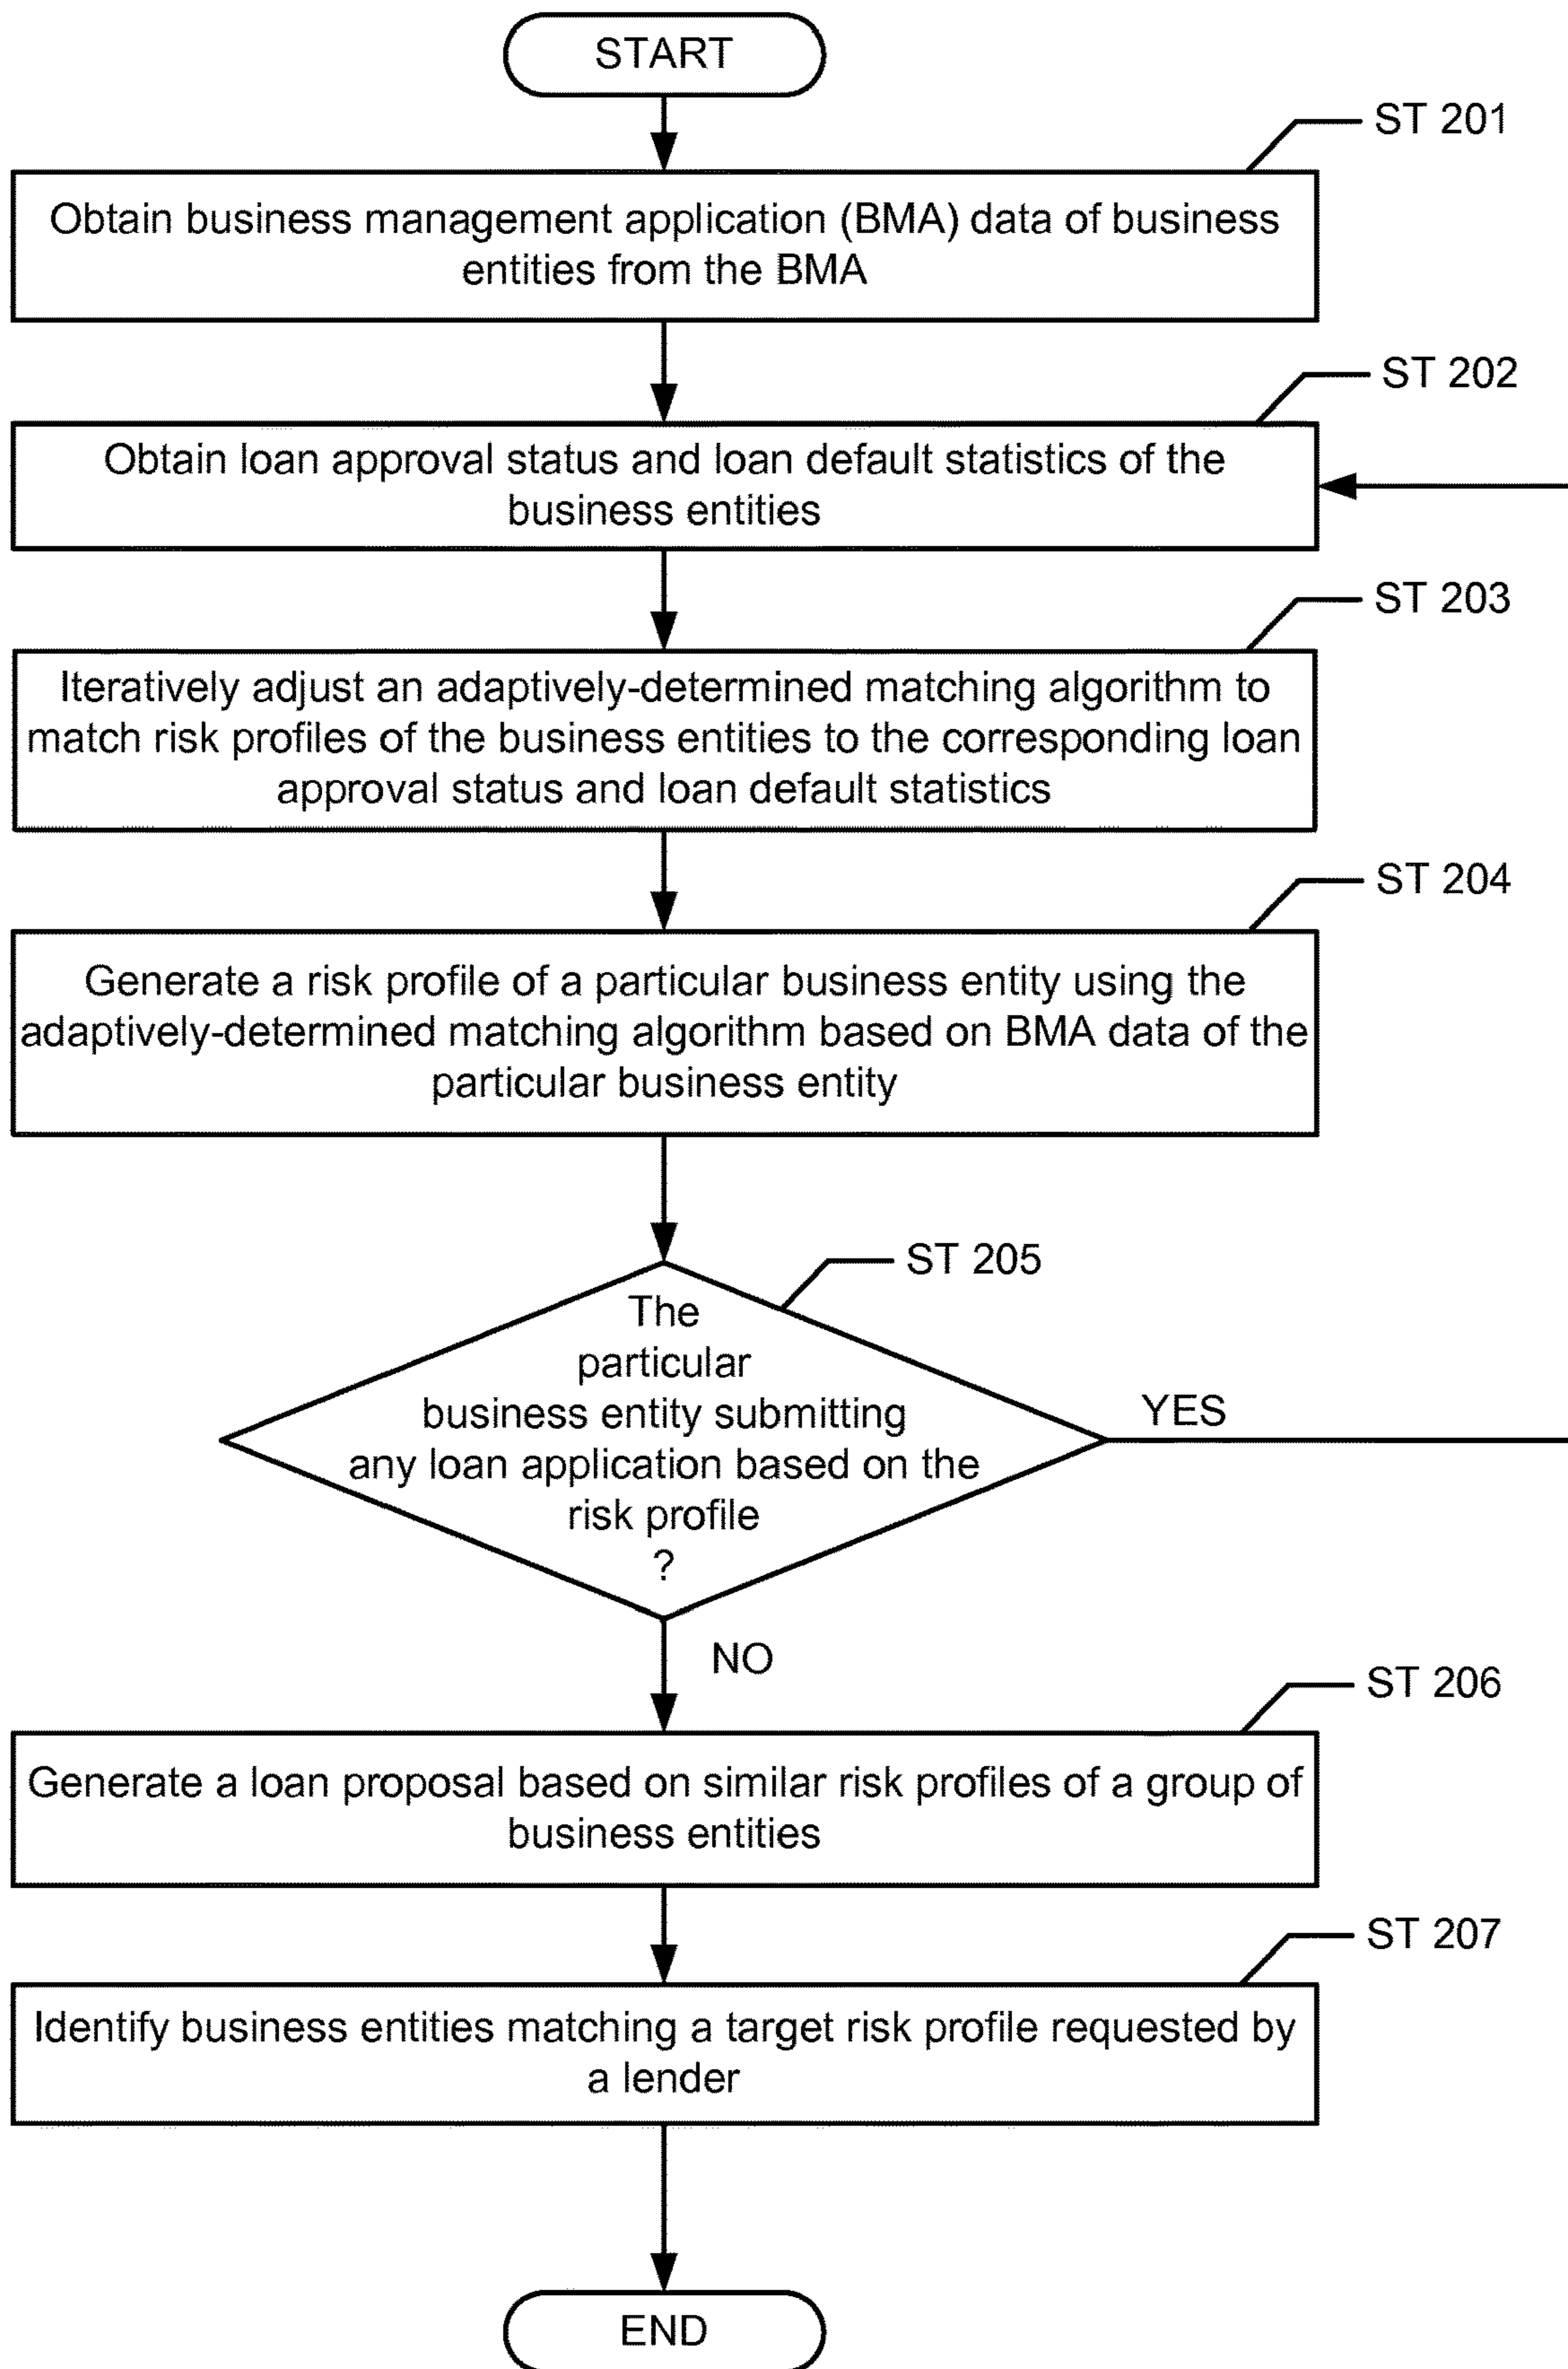 START
ST 201
Obtain business management application (BMA) data of business
entities from the BMA
ST 202
Obtain loan approval status and loan default statistics of the
business entities
ST 203
Iteratively adjust an adaptively-determined matching algorithm to
match risk profiles of the business entities to the corresponding loan
approval status and loan default statistics
ST 204
Generate a risk profile of a particular business entity using the
adaptively-determined matching algorithm based on BMA data of the
particular business entity
ST 205
The
particular
business entity submitting
any loan application based on the
risk profile
?
YES
NO
ST 206
Generate a loan proposal based on similar risk profiles of a group of
business entities
ST 207
Identify business entities matching a target risk profile requested by
a lender
END